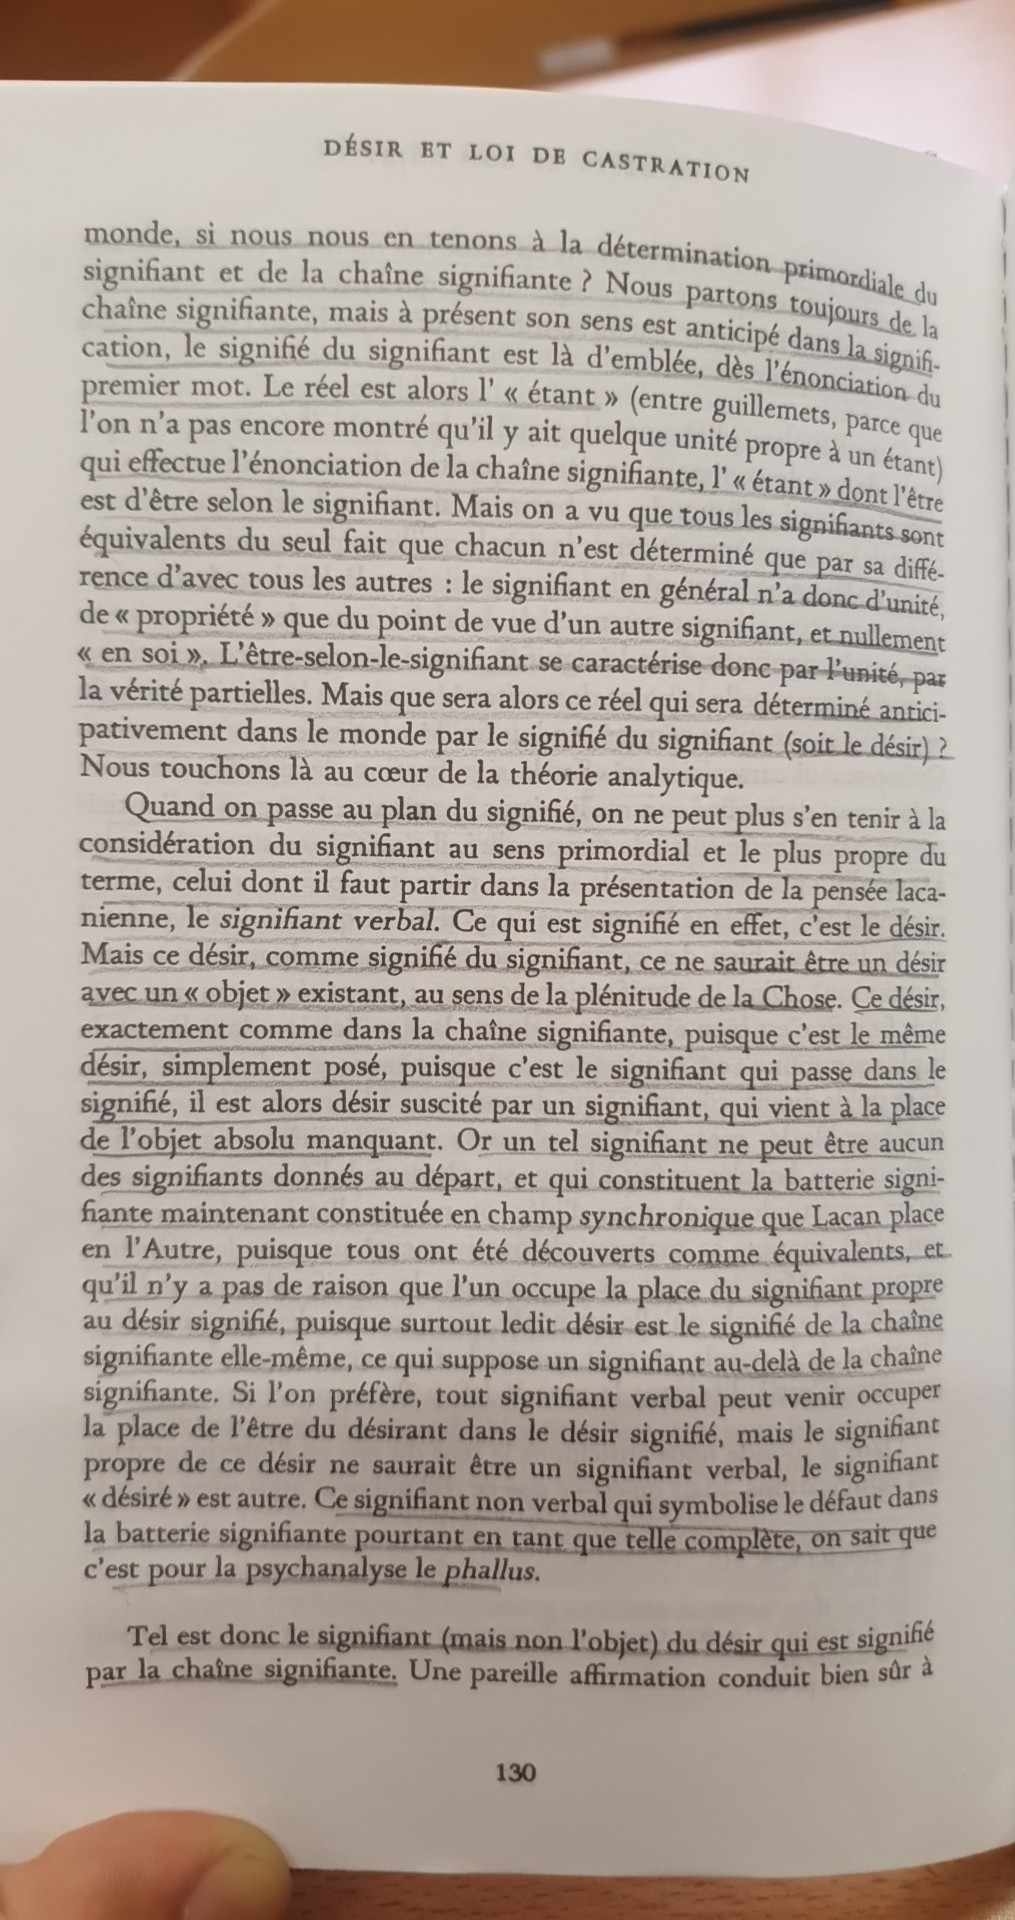 DÉSIR ET LOI DE CASTRATION
monde, si nous nous en tenons à la détermination primordiale du
signifiant et de la chaîne signifiante ? Nous partons toujours de la
chaîne signifiante, mais à présent son sens est anticipé dans la signifi-
cation, le signifié du signifiant est là d'emblée, dès l'énonciation du
premier mot. Le réel est alors l' « étant » (entre guillemets, parce que
l'on n'a pas encore montré qu'il y ait quelque unité propre à un étant)
qui effectue l'énonciation de la chaîne signifiante, l' « étant » dont l'être
est d'être selon le signifiant. Mais on a vu que tous les signifiants sont
équivalents du seul fait que chacun n'est déterminé que par sa diffé-
rence d'avec tous les autres : le signifiant en général n'a donc d'unité,
de « propriété » que du point de vue d'un autre signifiant, et nullement
« en soi ». L'être-selon-le-signifiant se caractérise donc par l'unité, par
la vérité partielles. Mais que sera alors ce réel qui sera déterminé antici-
pativement dans le monde par le signifié du signifiant (soit le désir) ?
Nous touchons là au cœur de la théorie analytique.
Quand on passe au plan du signifié, on ne peut plus s'en tenir à la
considération du signifiant au sens primordial et le plus propre du
terme, celui dont il faut partir dans la présentation de la pensée laca-
nienne, le signifiant verbal. Ce qui est signifié en effet, c'est le désir.
Mais ce désir, comme signifié du signifiant, ce ne saurait être un désir
avec un « objet » existant, au sens de la plénitude de la Chose. Ce désir,
exactement comme dans la chaîne signifiante, puisque c'est le même
désir, simplement posé, puisque c'est le signifiant qui passe dans le
signifié, il est alors désir suscité par un signifiant, qui vient à la place
de l'objet absolu manquant. Or un tel signifiant ne peut être aucun
des signifiants donnés au départ, et qui constituent la batterie signi-
fiante maintenant constituée en champ synchronique que Lacan place
en l'Autre, puisque tous ont été découverts comme équivalents, et
qu'il n'y a pas de raison que l'un occupe la place du signifiant propre
au désir signifié, puisque surtout ledit désir est le signifié de la chaîne
signifiante elle-même, ce qui suppose un signifiant au-delà de la chaîne
signifiante. Si l'on préfère, tout signifiant verbal peut venir occuper
la place de l'être du désirant dans le désir signifié, mais le signifiant
propre de ce désir ne saurait être un signifiant verbal, le signifiant
« désiré » est autre. Ce signifiant non verbal qui symbolise le défaut dans
la batterie signifiante pourtant en tant que telle complète, on sait que
c'est pour la psychanalyse le phallus.
Tel est donc le signifiant (mais non l'objet) du désir qui est signifié
par la chaîne signifiante. Une pareille affirmation conduit bien sûr à
130